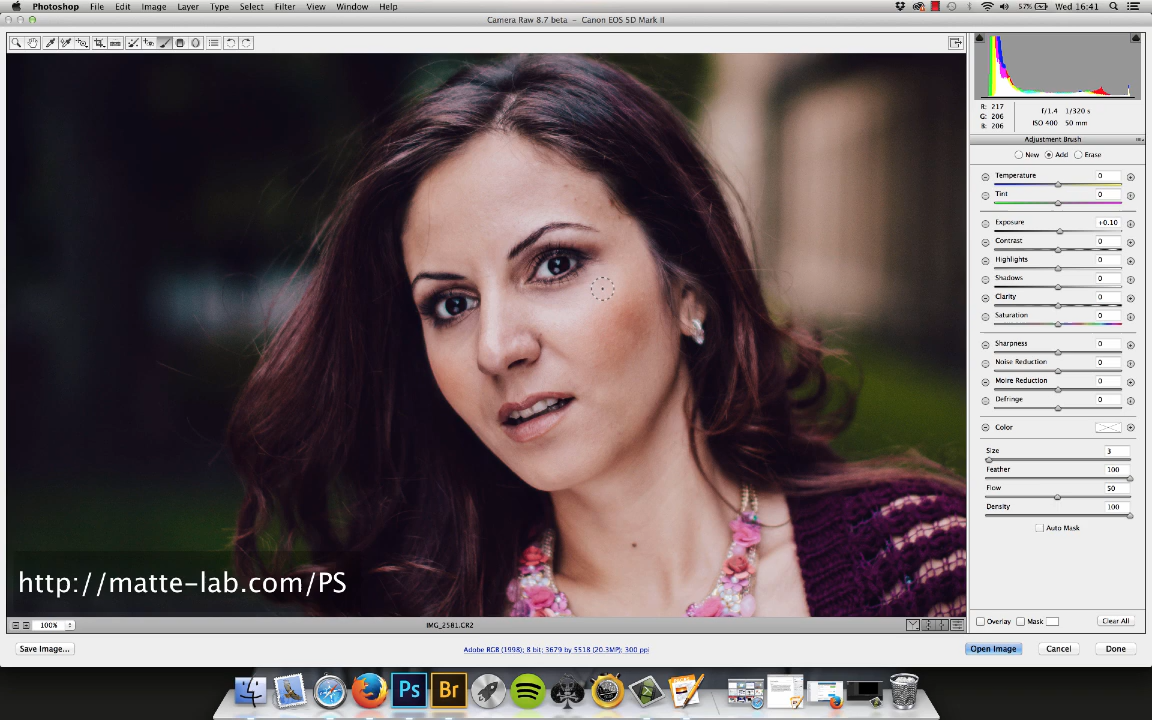 Photoshop File Edit Image Layer Type Select Filter View Window Help 57% Wed 16:41
Camera Raw 8.7 beta – Canon EOS 5D Mark II
R: 217
G: 206
B: 206
f/1.4 1/320 s
ISO 400 50 mm
Adjustment Brush
New Add Erase
Temperature 0
Tint 0
Exposure +0.10
Contrast 0
Highlights 0
Shadows 0
Clarity 0
Saturation 0
Sharpness 0
Noise Reduction 0
Moire Reduction 0
Defringe 0
Color
Size 3
Feather 100
Flow 50
Density 100
Auto Mask
http://matte-lab.com/PS
100% IMG_2581.CR2 Y
Overlay Mask Clear All
Save Image... Adobe RGB (1998); 8 bit; 3679 by 5518 (20.3MP); 300 ppi Open Image Cancel Done
Ps Br